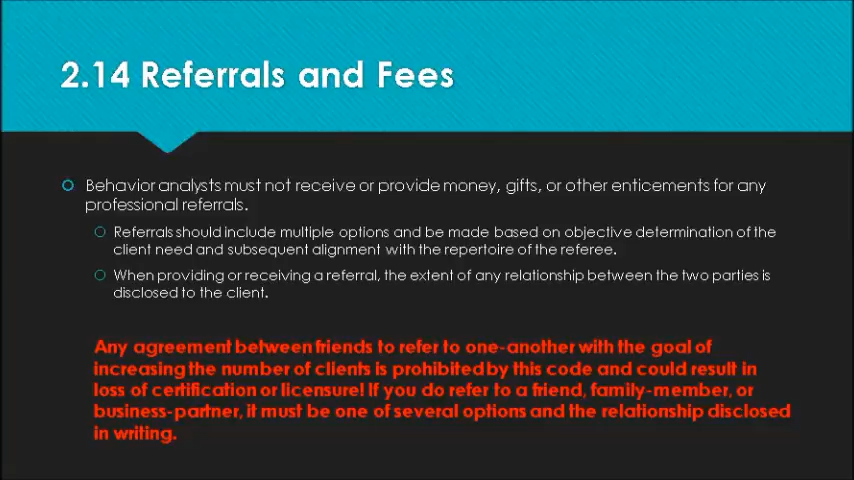 2.14 Referrals and Fees
Behavior analysts must not receive or provide money, gifts, or other enticements for any
professional referrals.
Referrals should include multiple options and be made based on objective determination of the
client need and subsequent alignment with the repertoire of the referee.
When providing or receiving a referral, the extent of any relationship between the two parties is
disclosed to the client.
Any agreement between friends to refer to one-another with the goal of
increasing the number of clients is prohibited by this code and could result in
loss of certification or licensure! If you do refer to a friend, family-member, or
business-partner, it must be one of several options and the relationship disclosed
in writing.